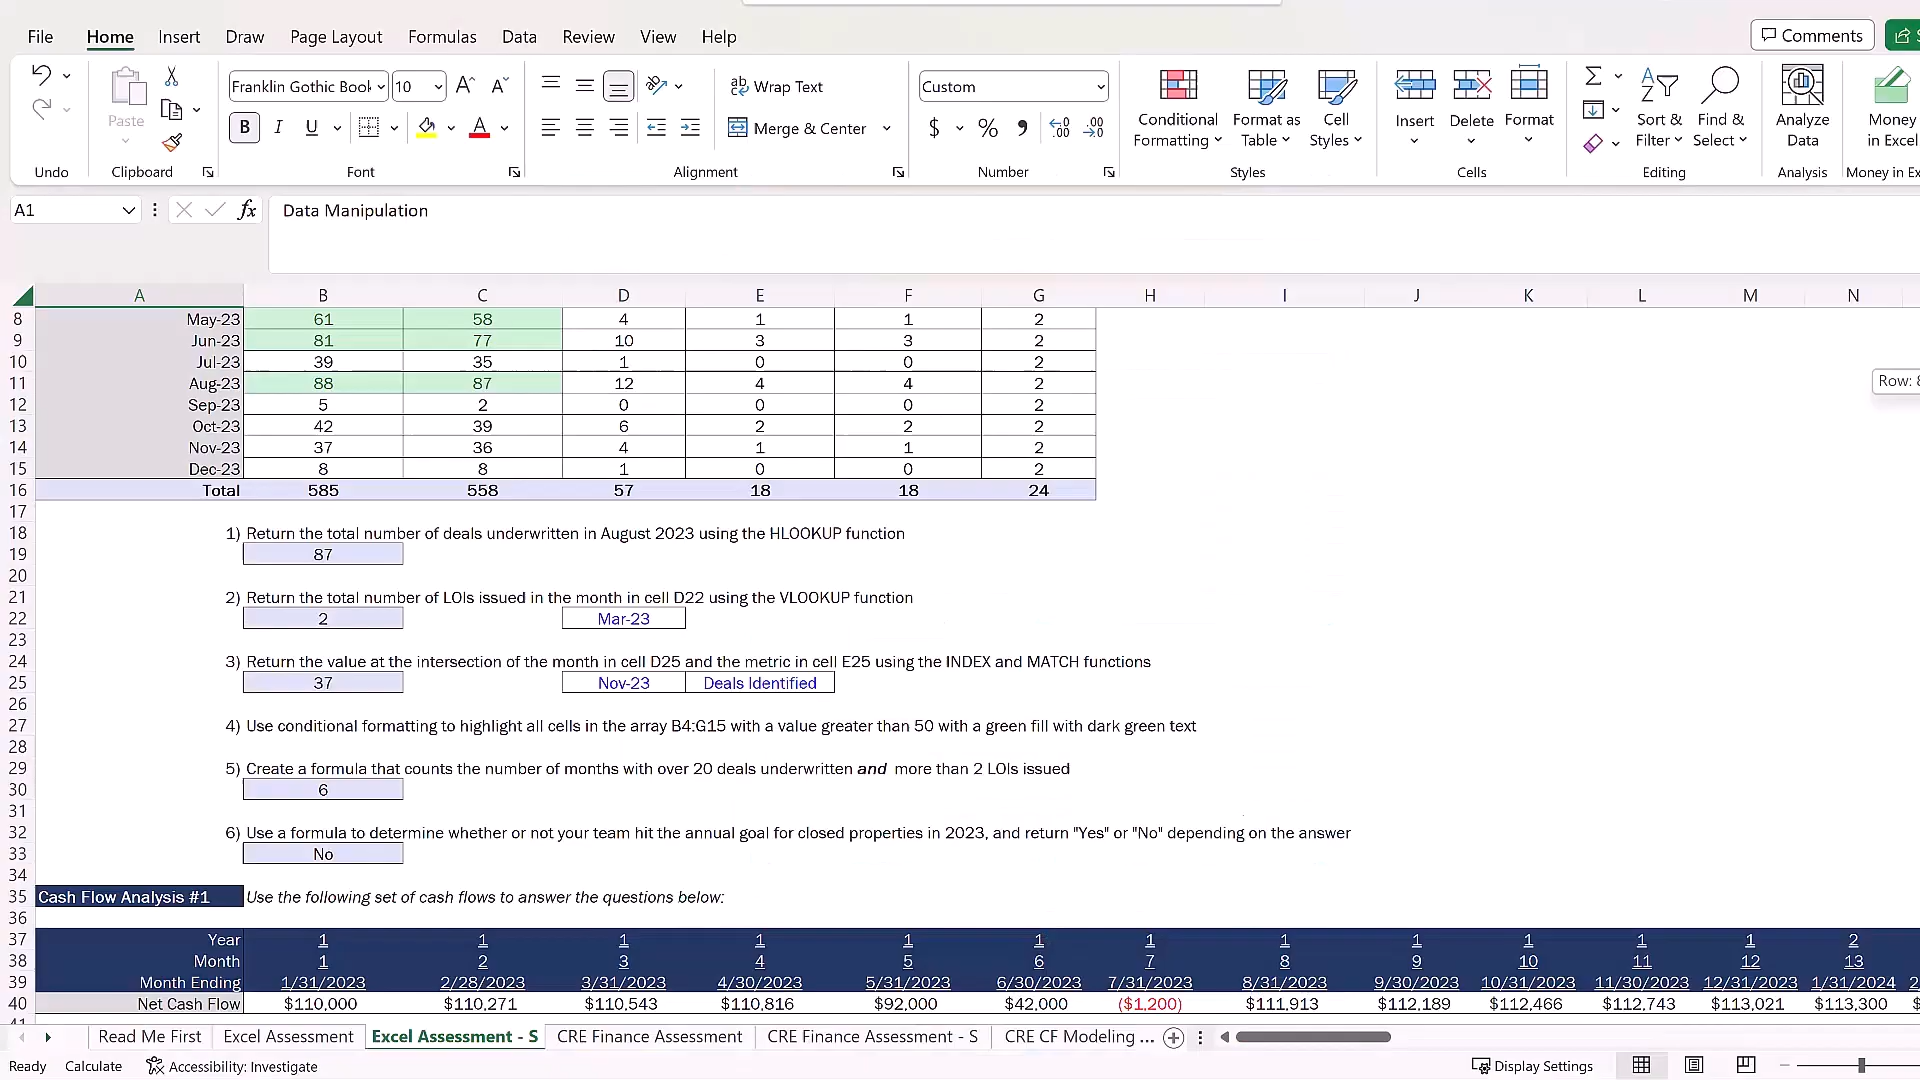 File Home Insert Draw Page Layout Formulas Data Review View Help Comments
Franklin Gothic Book 10 Wrap Text Custom
Paste B I U Merge & Center $ % Conditional Formatting Format as Table Cell Styles Insert Delete Format Sort & Filter Find & Select Analyze Data Money in Excel
Undo Clipboard Font Alignment Number Styles Cells Editing Analysis Money in Ex
A1 fx Data Manipulation
A B C D E F G H I J K L M N
8 May-23 61 58 4 1 1 2
9 Jun-23 81 77 10 3 3 2
10 Jul-23 39 35 1 0 0 2
11 Aug-23 88 87 12 4 4 2 Row: 8
12 Sep-23 5 2 0 0 0 2
13 Oct-23 42 39 6 2 2 2
14 Nov-23 37 36 4 1 1 2
15 Dec-23 8 8 1 0 0 2
16 Total 585 558 57 18 18 24
17
18 1) Return the total number of deals underwritten in August 2023 using the HLOOKUP function
19 87
20
21 2) Return the total number of LOIs issued in the month in cell D22 using the VLOOKUP function
22 2 Mar-23
23
24 3) Return the value at the intersection of the month in cell D25 and the metric in cell E25 using the INDEX and MATCH functions
25 37 Nov-23 Deals Identified
26
27 4) Use conditional formatting to highlight all cells in the array B4:G15 with a value greater than 50 with a green fill with dark green text
28
29 5) Create a formula that counts the number of months with over 20 deals underwritten and more than 2 LOIs issued
30 6
31
32 6) Use a formula to determine whether or not your team hit the annual goal for closed properties in 2023, and return "Yes" or "No" depending on the answer
33 No
34
35 Cash Flow Analysis #1 Use the following set of cash flows to answer the questions below:
36
37 Year 1 1 1 1 1 1 1 1 1 1 1 1 2
38 Month 1 2 3 4 5 6 7 8 9 10 11 12 13
39 Month Ending 1/31/2023 2/28/2023 3/31/2023 4/30/2023 5/31/2023 6/30/2023 7/31/2023 8/31/2023 9/30/2023 10/31/2023 11/30/2023 12/31/2023 1/31/2024 2
40 Net Cash Flow $110,000 $110,271 $110,543 $110,816 $92,000 $42,000 ($1,200) $111,913 $112,189 $112,466 $112,743 $113,021 $113,300 $
Read Me First Excel Assessment Excel Assessment - S CRE Finance Assessment CRE Finance Assessment - S CRE CF Modeling ...
Ready Calculate Accessibility: Investigate Display Settings